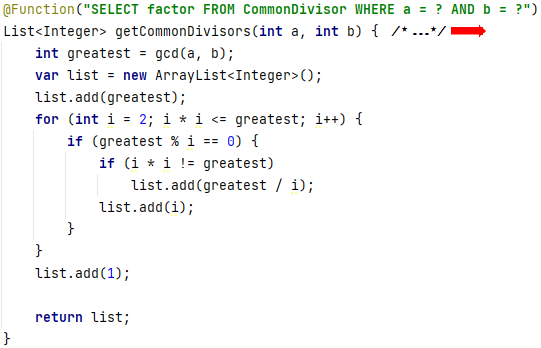 @Function("SELECT factor FROM CommonDivisor WHERE a = ? AND b = ?")
List<Integer> getCommonDivisors(int a, int b) { /* ...*/
    int greatest = gcd(a, b);
    var list = new ArrayList<Integer>();
    list.add(greatest);
    for (int i = 2; i * i <= greatest; i++) {
        if (greatest % i == 0) {
            if (i * i != greatest)
                list.add(greatest / i);
            list.add(i);
        }
    }
    list.add(1);

    return list;
}